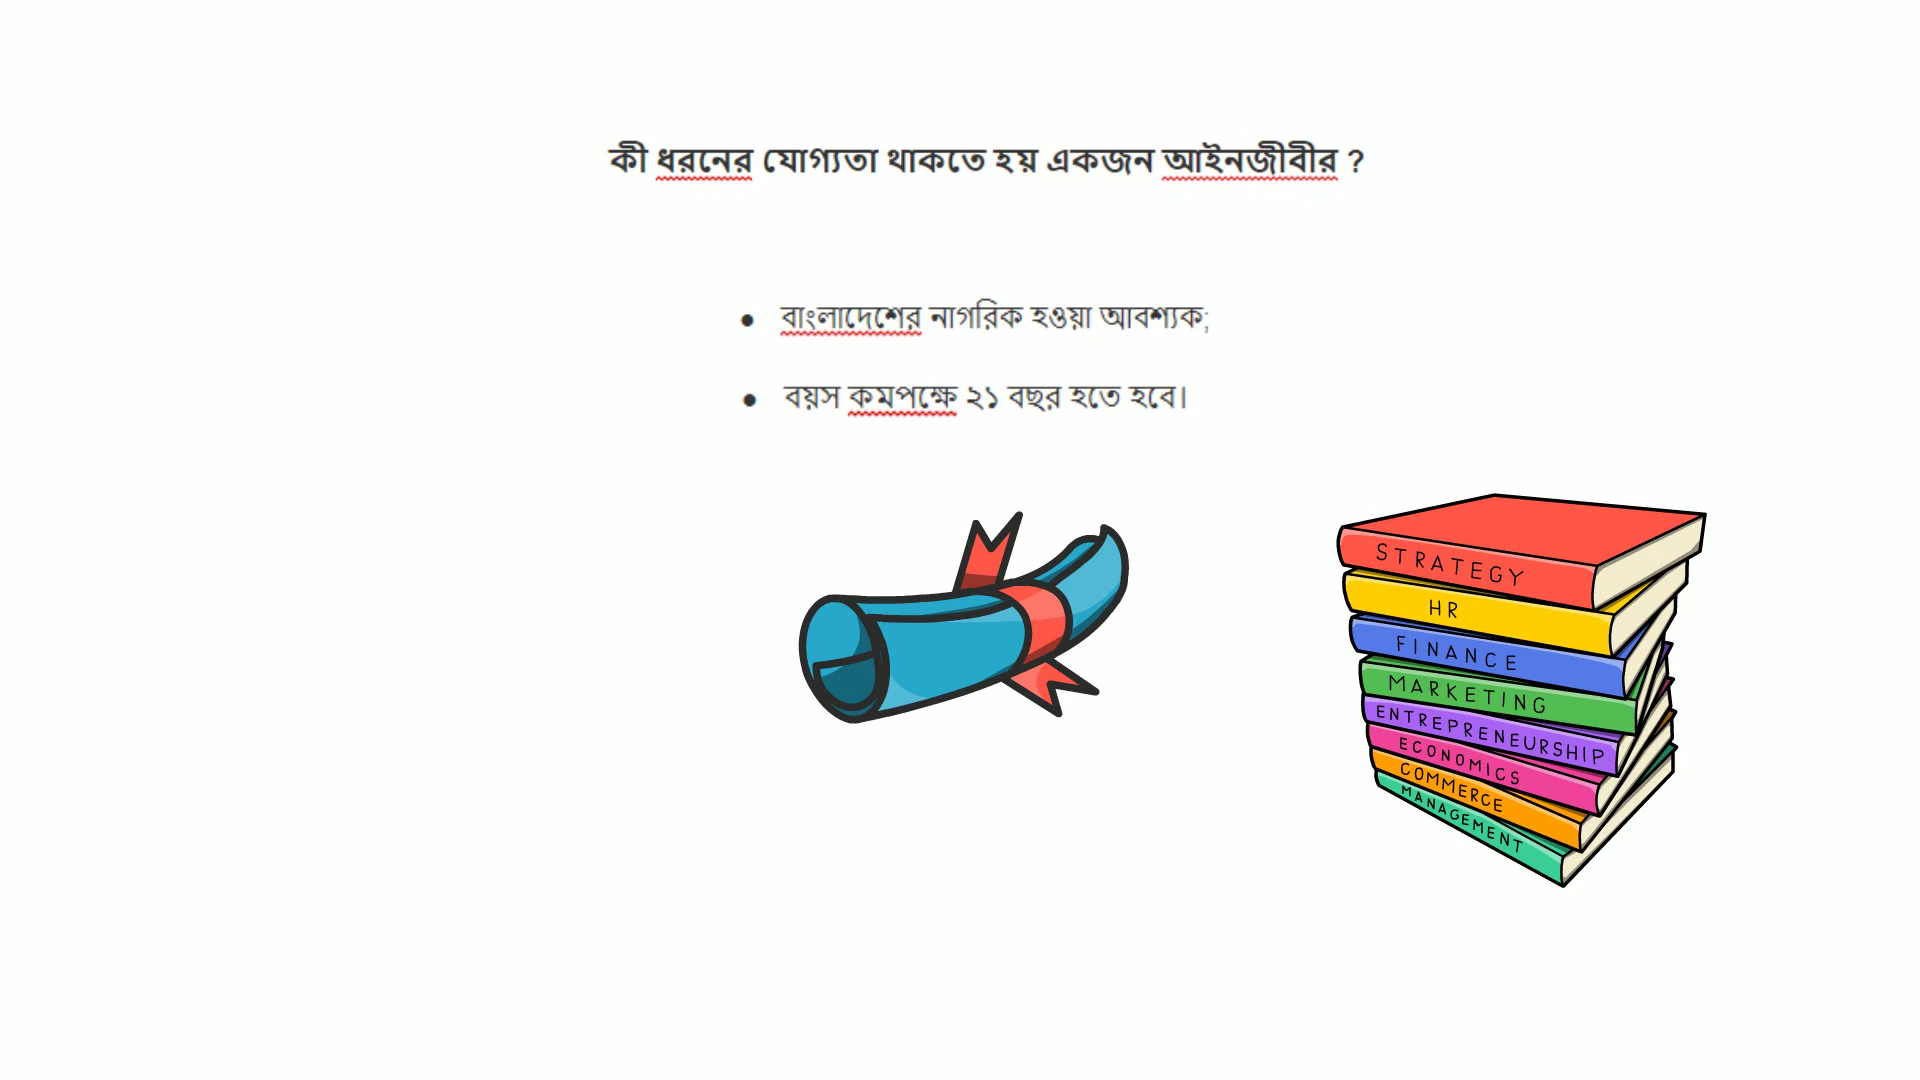 কী ধরনের যোগ্যতা থাকতে হয় একজন আইনজীবীর ?
● বাংলাদেশের নাগরিক হওয়া আবশ্যক;
● বয়স কমপক্ষে ২১ বছর হতে হবে।
STRATEGY
HR
FINANCE
MARKETING
ENTREPRENEURSHIP
ECONOMICS
COMMERCE
MANAGEMENT